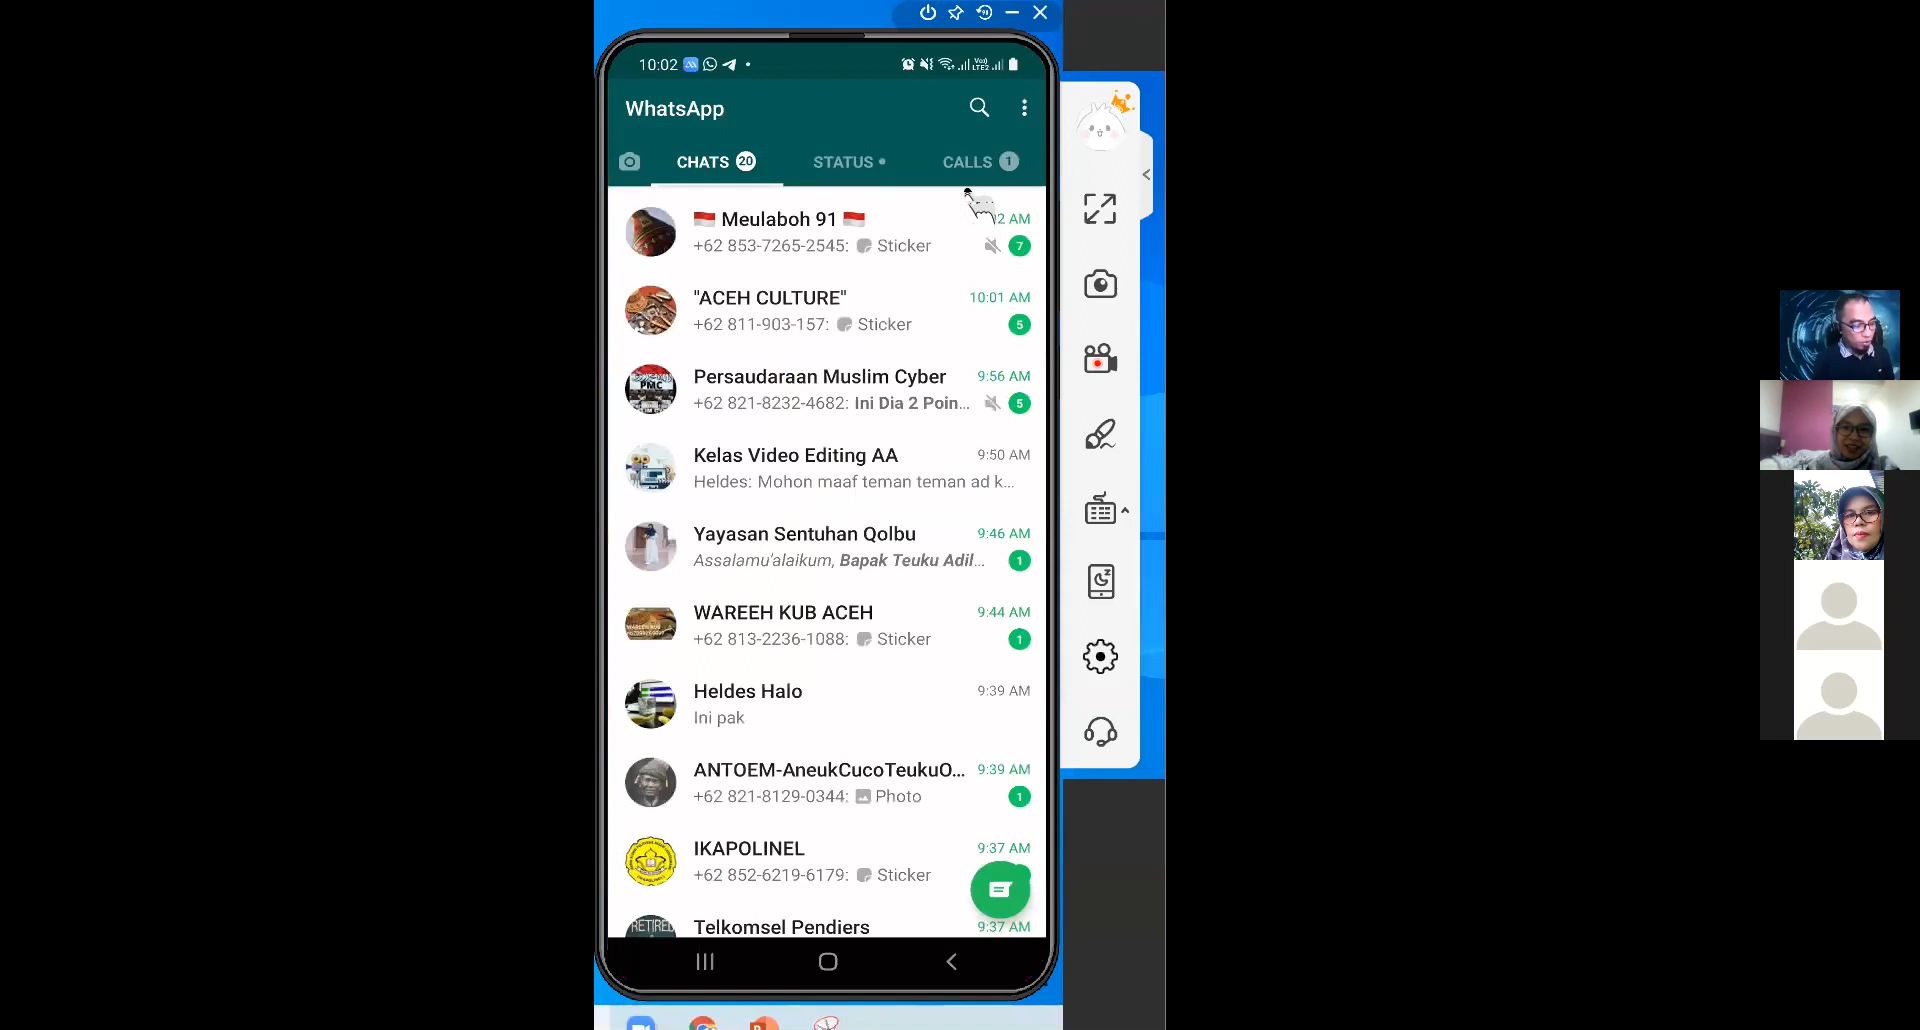 10:02
Voo)
LTE2
WhatsApp
CHATS 20
STATUS
CALLS 1
Meulaboh 91
2 AM
+62 853-7265-2545: Sticker
7
"ACEH CULTURE"
10:01 AM
+62 811-903-157: Sticker
5
PMC
Persaudaraan Muslim Cyber
9:56 AM
+62 821-8232-4682: Ini Dia 2 Poin...
5
Kelas Video Editing AA
9:50 AM
Heldes: Mohon maaf teman teman ad k...
Yayasan Sentuhan Qolbu
9:46 AM
Assalamu'alaikum, Bapak Teuku Adil...
1
WAREEH KUB ACEH
9:44 AM
+62 813-2236-1088: Sticker
1
Heldes Halo
9:39 AM
Ini pak
ANTOEM-AneukCucoTeukuO...
9:39 AM
+62 821-8129-0344: Photo
1
IKAPOLINEL
9:37 AM
+62 852-6219-6179: Sticker
RETIRED
Telkomsel Pendiers
9:37 AM